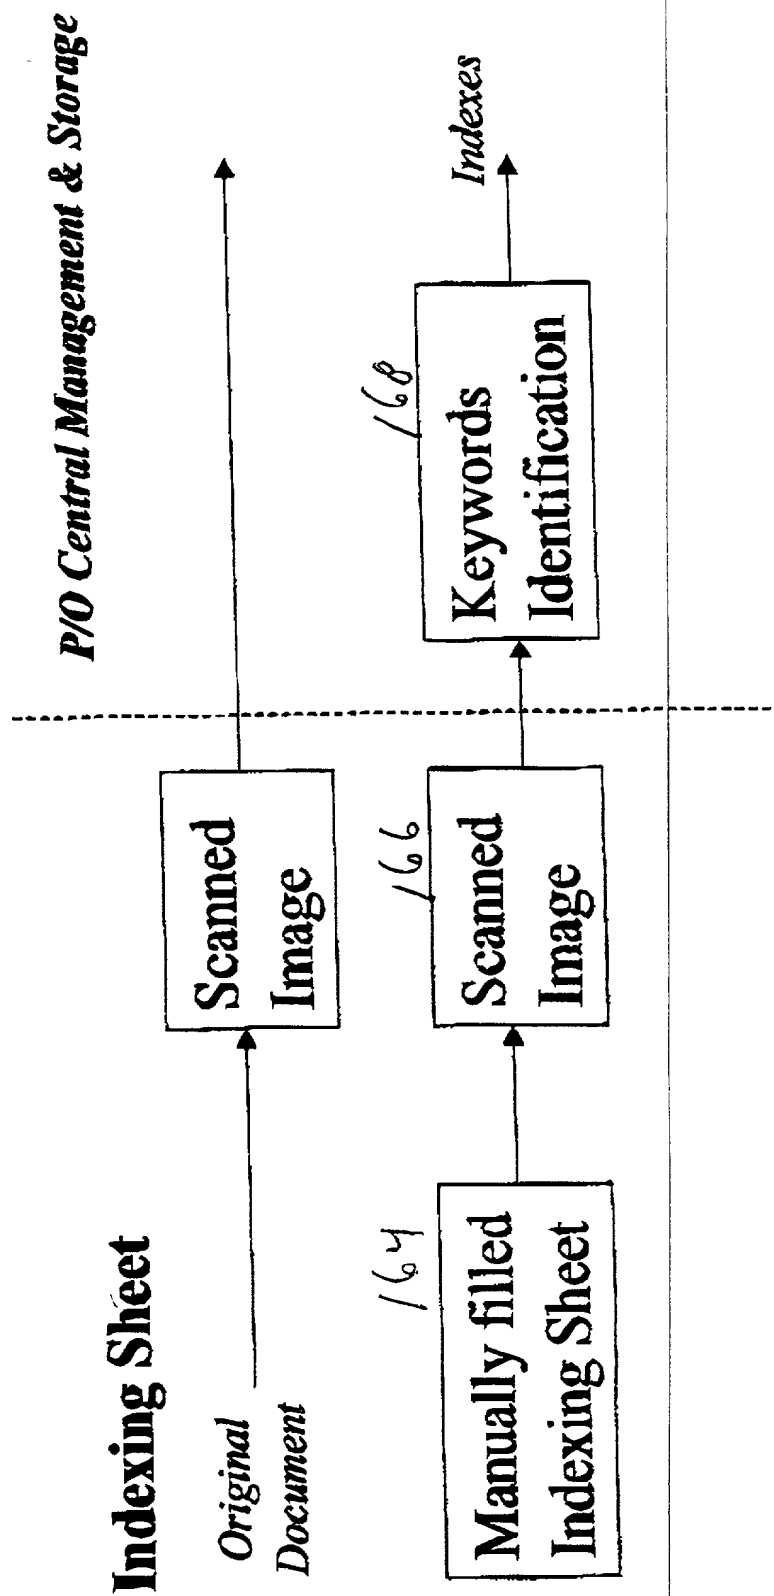 Indexing Sheet
P/O Central Management & Storage
Original
Document
Scanned
Image
164
Manually filled
Indexing Sheet
166
Scanned
Image
168
Keywords
Identification
Indexes